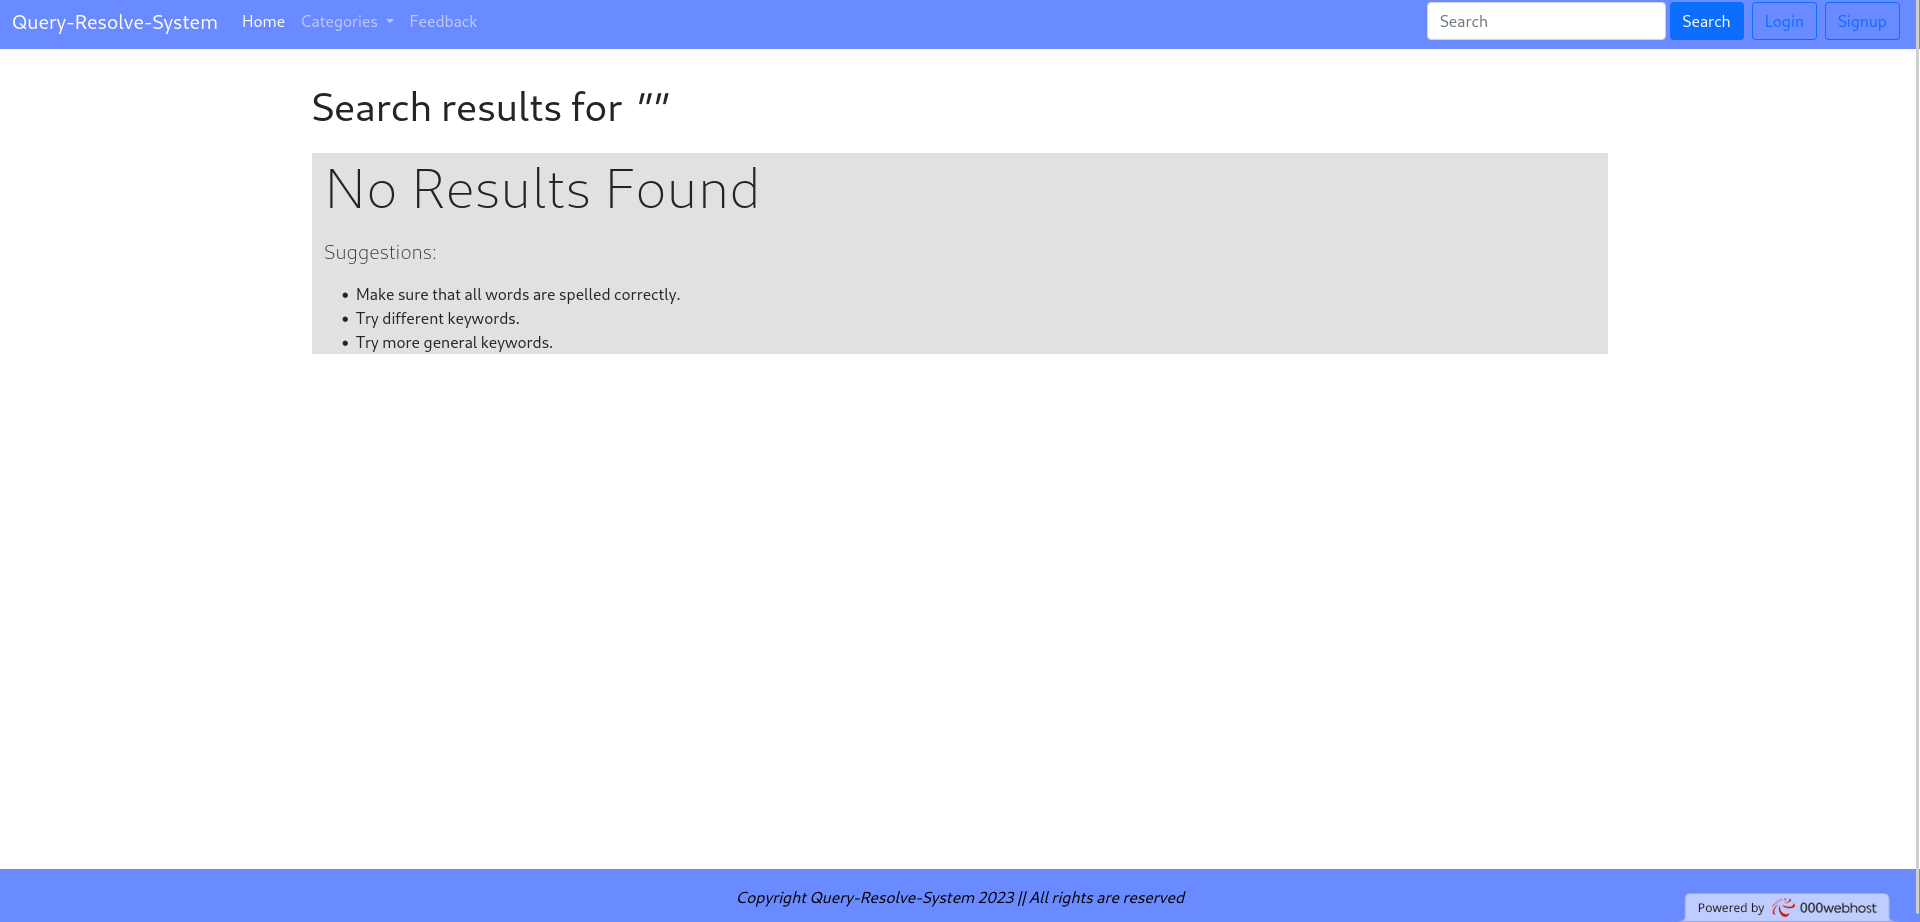 Query-Resolve-System Home Categories Feedback Search Search Login Signup
Search results for ""
No Results Found
Suggestions:
• Make sure that all words are spelled correctly.
• Try different keywords.
• Try more general keywords.
Copyright Query-Resolve-System 2023 || All rights are reserved
Powered by 000webhost